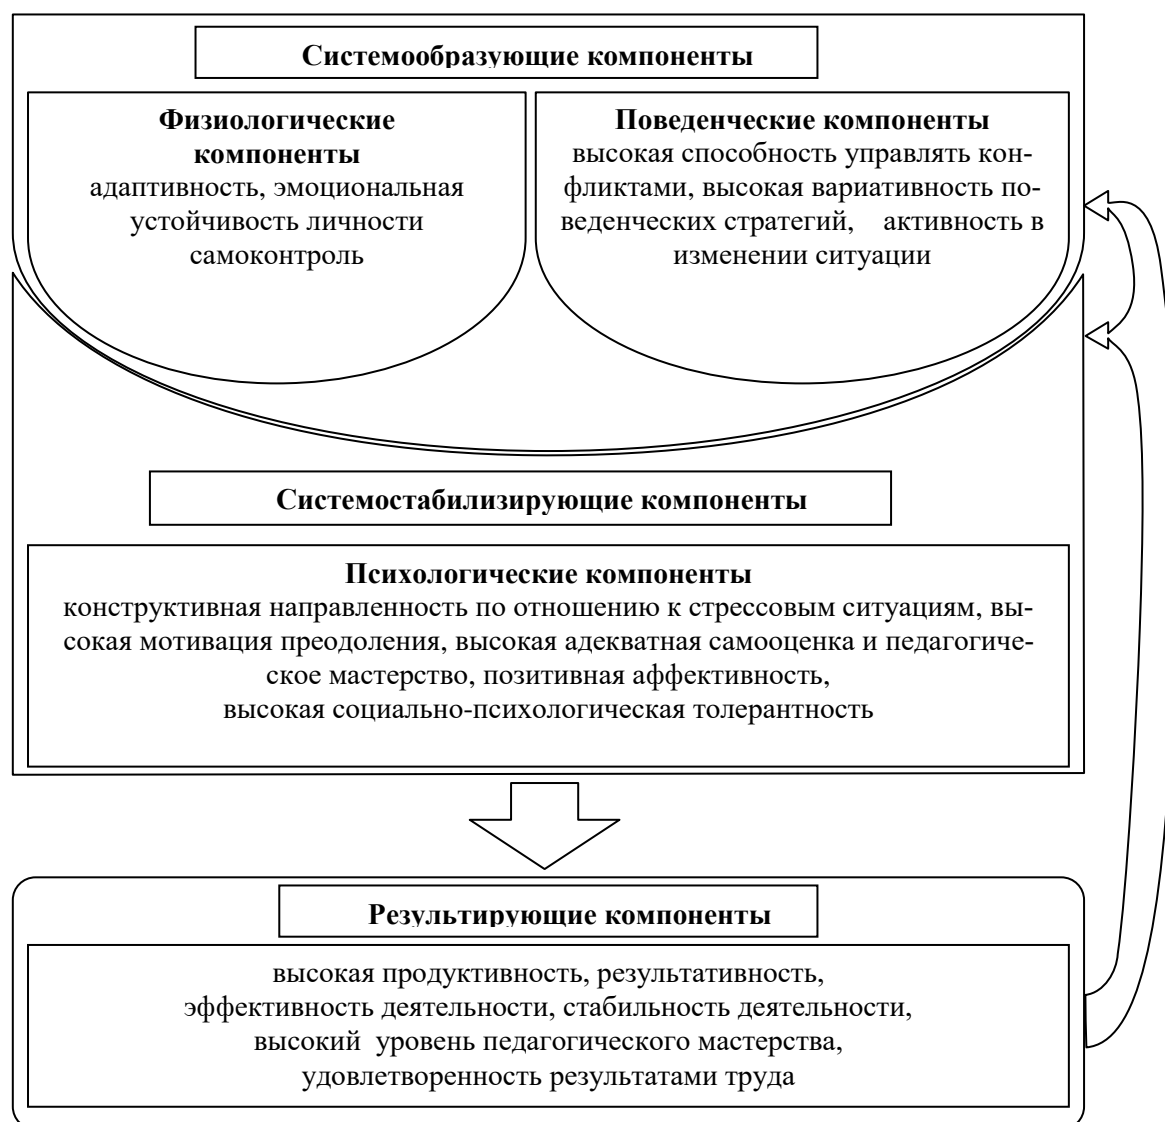 Системообразующие компоненты
Физиологические
компоненты
адаптивность, эмоциональная
устойчивость личности
самоконтроль
Поведенческие компоненты
высокая способность управлять кон-
фликтами, высокая вариативность по-
веденческих стратегий, активность в
изменении ситуации
Системостабилизирующие компоненты
Психологические компоненты
конструктивная направленность по отношению к стрессовым ситуациям, вы-
сокая мотивация преодоления, высокая адекватная самооценка и педагогиче-
ское мастерство, позитивная аффективность,
высокая социально-психологическая толерантность
Результирующие компоненты
высокая продуктивность, результативность,
эффективность деятельности, стабильность деятельности,
высокий уровень педагогического мастерства,
удовлетворенность результатами труда